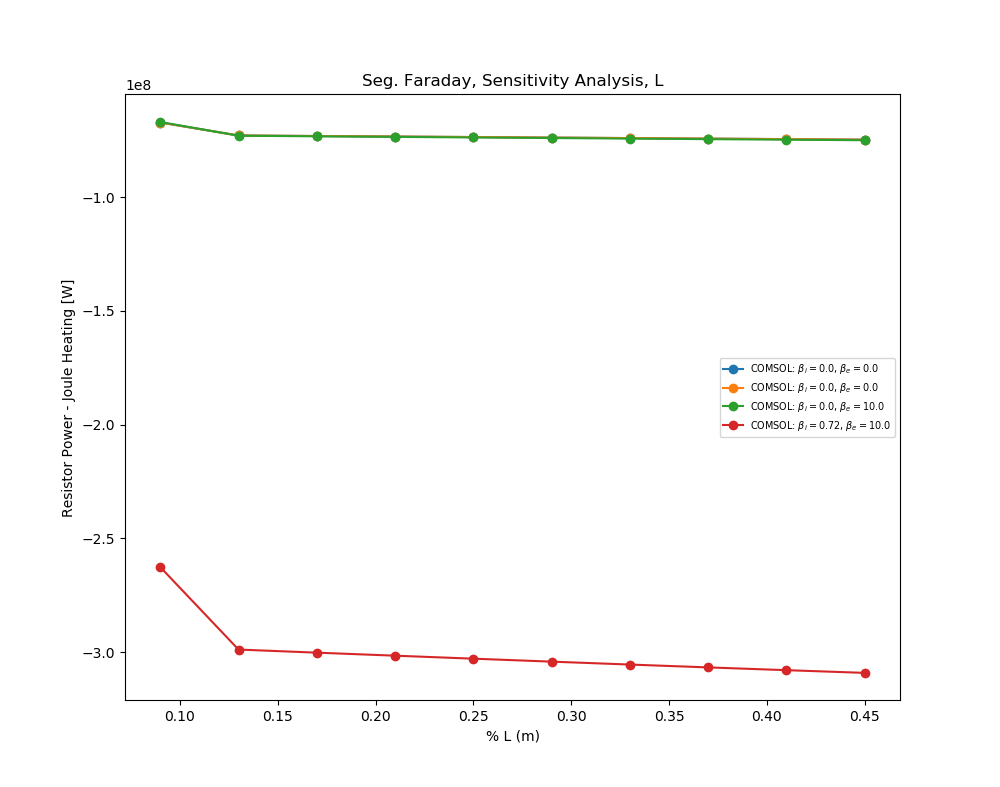 Seg. Faraday, Sensitivity Analysis, L
1e8
−1.0
−1.5
−2.0
−2.5
−3.0
Resistor Power - Joule Heating [W]
COMSOL: βi = 0.0, βe = 0.0
COMSOL: βi = 0.0, βe = 0.0
COMSOL: βi = 0.0, βe = 10.0
COMSOL: βi = 0.72, βe = 10.0
0.10 0.15 0.20 0.25 0.30 0.35 0.40 0.45
% L (m)